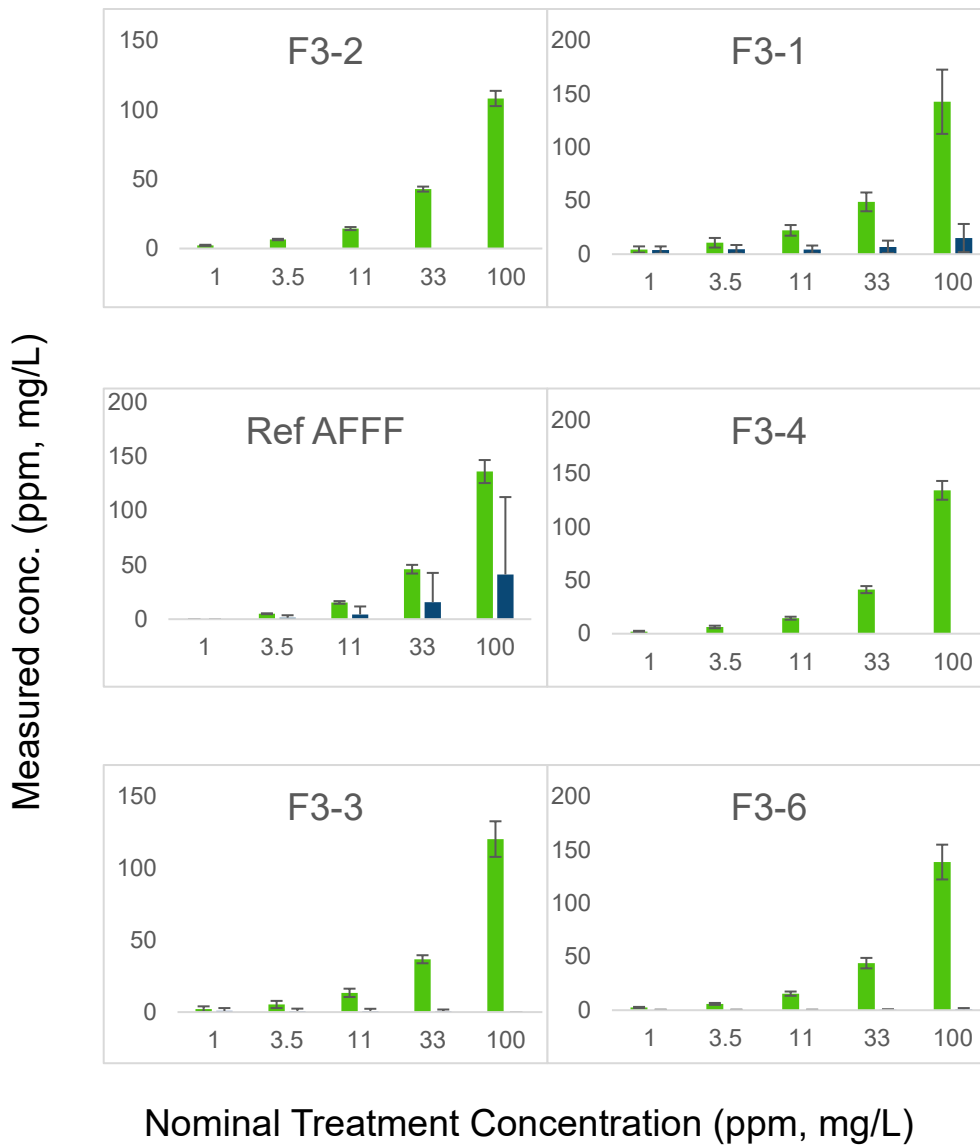 Measured conc. (ppm, mg/L)
F3-2
150
100
50
0
1 3.5 11 33 100
F3-1
200
150
100
50
0
1 3.5 11 33 100
Ref AFFF
200
150
100
50
0
1 3.5 11 33 100
F3-4
200
150
100
50
0
1 3.5 11 33 100
F3-3
150
100
50
0
1 3.5 11 33 100
F3-6
200
150
100
50
0
1 3.5 11 33 100
Nominal Treatment Concentration (ppm, mg/L)